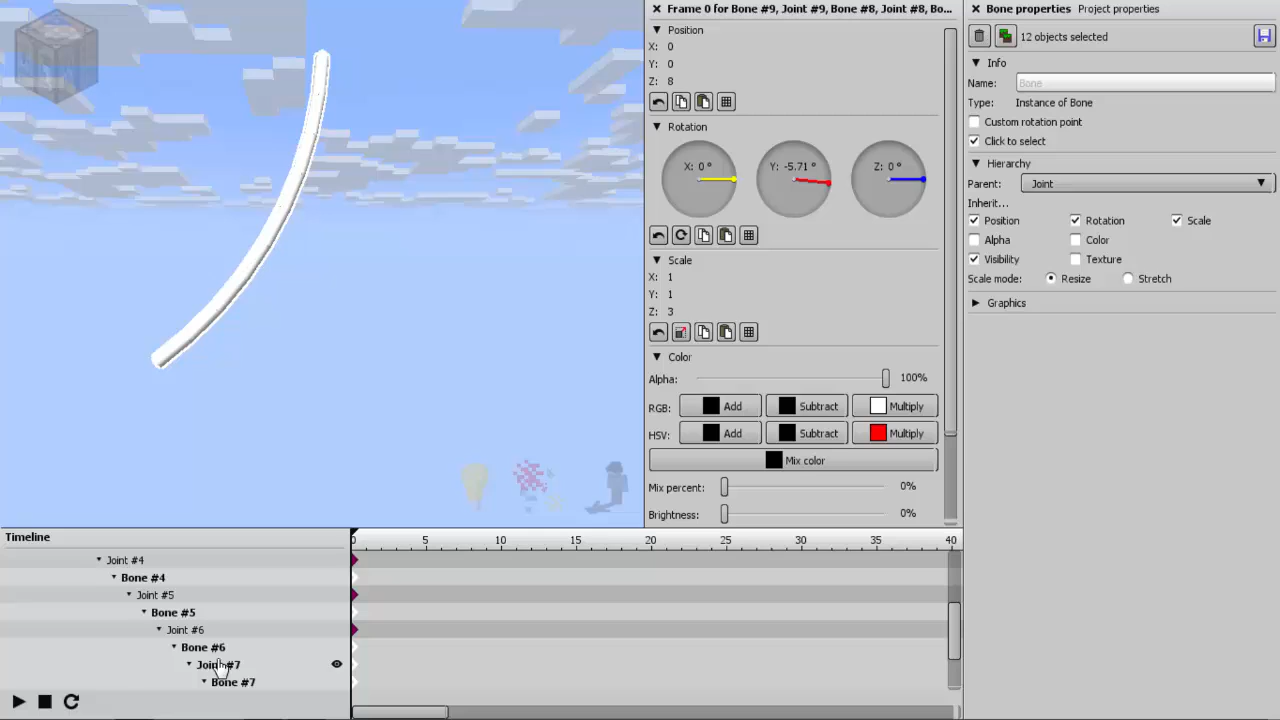 Frame 0 for Bone #9, Joint #9, Bone #8, Joint #8, Bo...
Position
X: 0
Y: 0
Z: 8
Rotation
X: 0 °
Y: -5.71 °
Z: 0 °
Scale
X: 1
Y: 1
Z: 3
Color
Alpha:
100%
RGB:
Add
Subtract
Multiply
HSV:
Add
Subtract
Multiply
Mix color
Mix percent:
0%
Brightness:
0%
Bone properties
Project properties
12 objects selected
Info
Name:
Bone
Type:
Instance of Bone
Custom rotation point
Click to select
Hierarchy
Parent:
Joint
Inherit...
Position
Rotation
Scale
Alpha
Color
Visibility
Texture
Scale mode:
Resize
Stretch
Graphics
Timeline
0 5 10 15 20 25 30 35 40
Joint #4
Bone #4
Joint #5
Bone #5
Joint #6
Bone #6
Joint #7
Bone #7